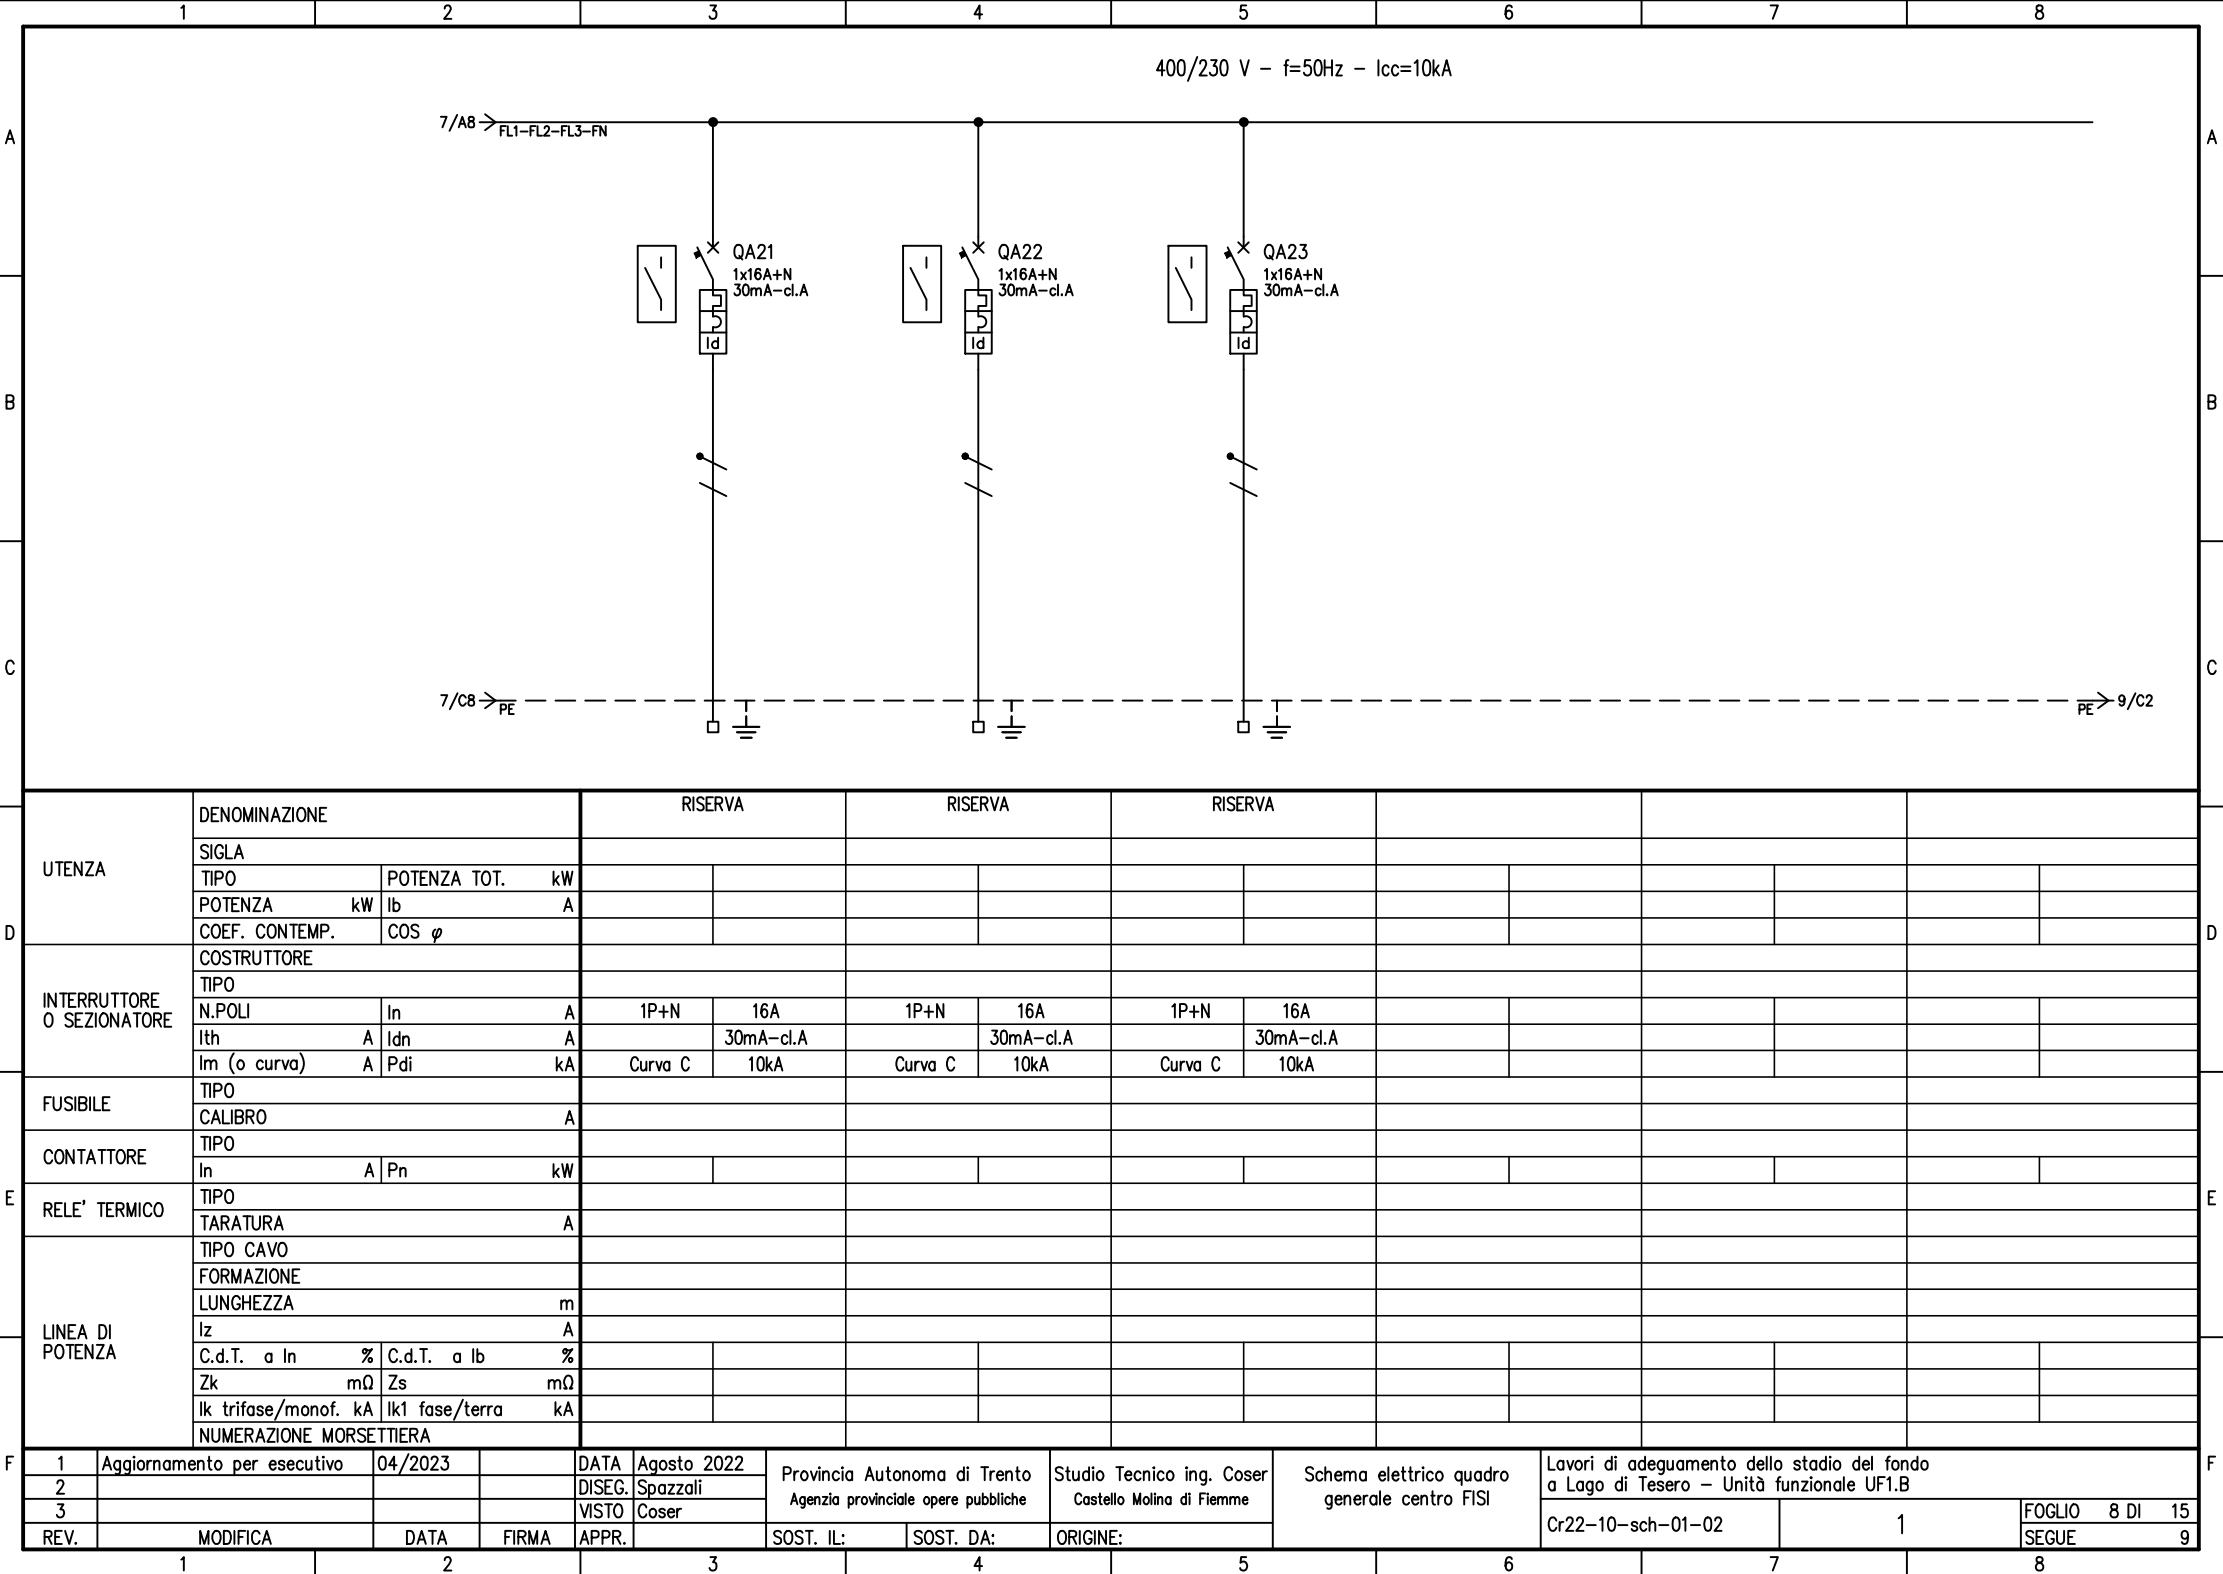 1 2 3 4 5 6 7 8
400/230 V – f=50Hz – Icc=10kA
7/A8
FL1–FL2–FL3–FN
A A
QA21 QA22 QA23
1x16A+N 1x16A+N 1x16A+N
30mA–cl.A 30mA–cl.A 30mA–cl.A
Id Id Id
B B
C C
7/C8 PE PE 9/C2
UTENZA
DENOMINAZIONE RISERVA RISERVA RISERVA
SIGLA
TIPO POTENZA TOT. kW
POTENZA kW Ib A
COEF. CONTEMP. COS φ
D D
INTERRUTTORE
O SEZIONATORE
COSTRUTTORE
TIPO
N.POLI In A 1P+N 16A 1P+N 16A 1P+N 16A
Ith A Idn A 30mA–cl.A 30mA–cl.A 30mA–cl.A
Im (o curva) A Pdi kA Curva C 10kA Curva C 10kA Curva C 10kA
FUSIBILE
TIPO
CALIBRO A
CONTATTORE
TIPO
In A Pn kW
E E
RELE' TERMICO
TIPO
TARATURA A
LINEA DI
POTENZA
TIPO CAVO
FORMAZIONE
LUNGHEZZA m
Iz A
C.d.T. a In % C.d.T. a Ib %
Zk mΩ Zs mΩ
Ik trifase/monof. kA Ik1 fase/terra kA
NUMERAZIONE MORSETTIERA
F F
1 Aggiornamento per esecutivo 04/2023
2
3
REV. MODIFICA DATA FIRMA
DATA Agosto 2022
DISEG. Spazzali
VISTO Coser
APPR.
Provincia Autonoma di Trento
Agenzia provinciale opere pubbliche
SOST. IL: SOST. DA:
Studio Tecnico ing. Coser
Castello Molina di Fiemme
ORIGINE:
Schema elettrico quadro
generale centro FISI
Lavori di adeguamento dello stadio del fondo
a Lago di Tesero – Unità funzionale UF1.B
Cr22–10–sch–01–02 1
FOGLIO 8 DI 15
SEGUE 9
1 2 3 4 5 6 7 8